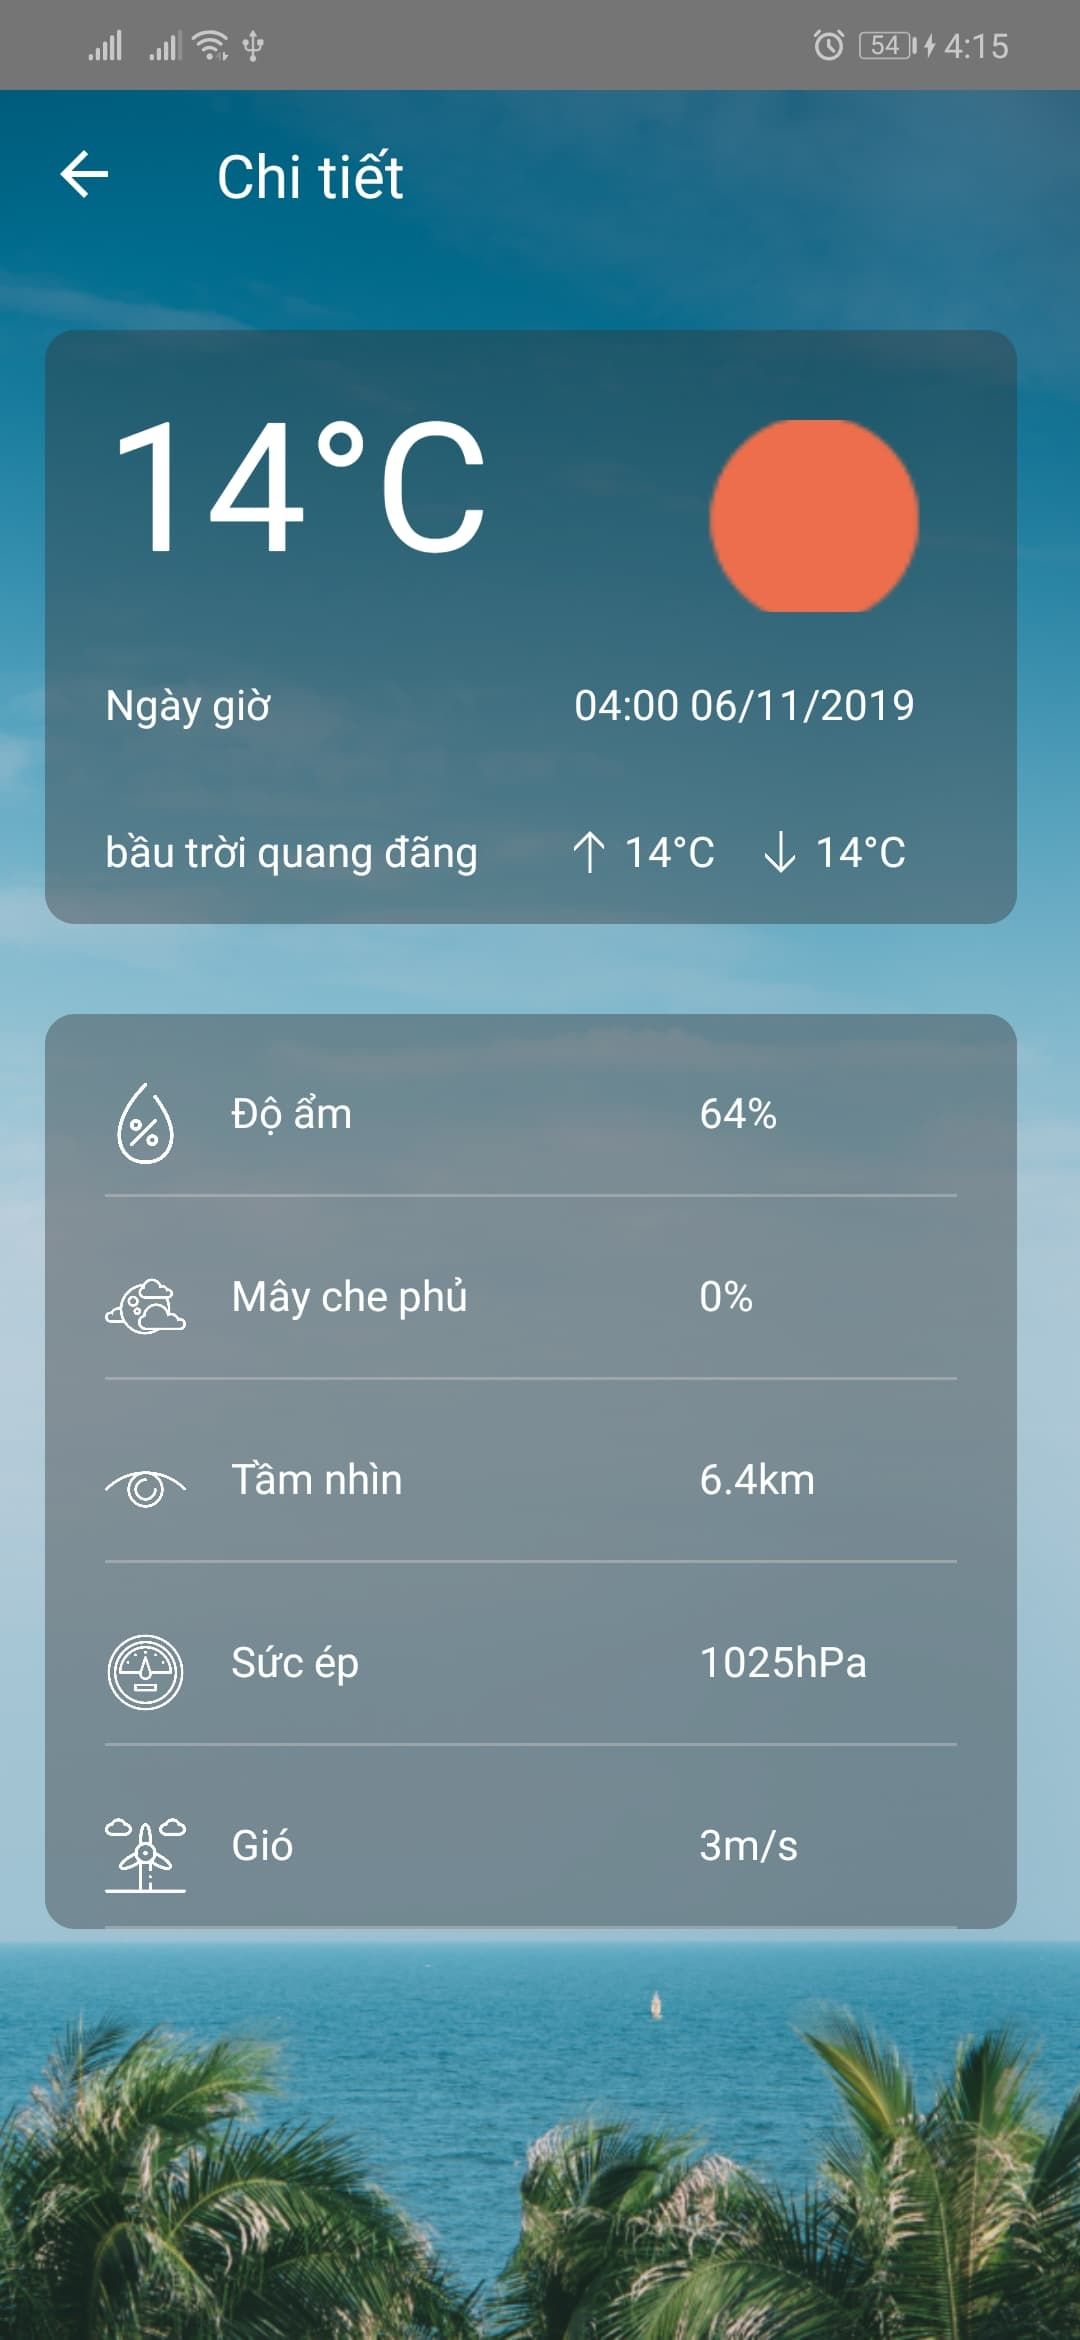 54 4:15
Chi tiết
14°C
Ngày giờ 04:00 06/11/2019
bầu trời quang đãng ↑ 14°C ↓ 14°C
Độ ẩm 64%
Mây che phủ 0%
Tầm nhìn 6.4km
Sức ép 1025hPa
Gió 3m/s